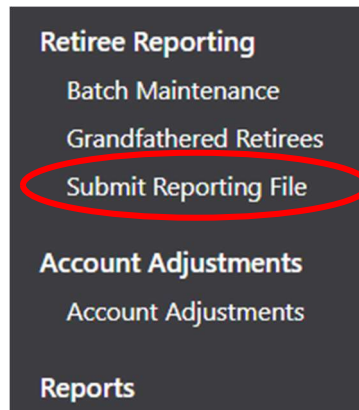 Retiree Reporting
Batch Maintenance
Grandfathered Retirees
Submit Reporting File
Account Adjustments
Account Adjustments
Reports